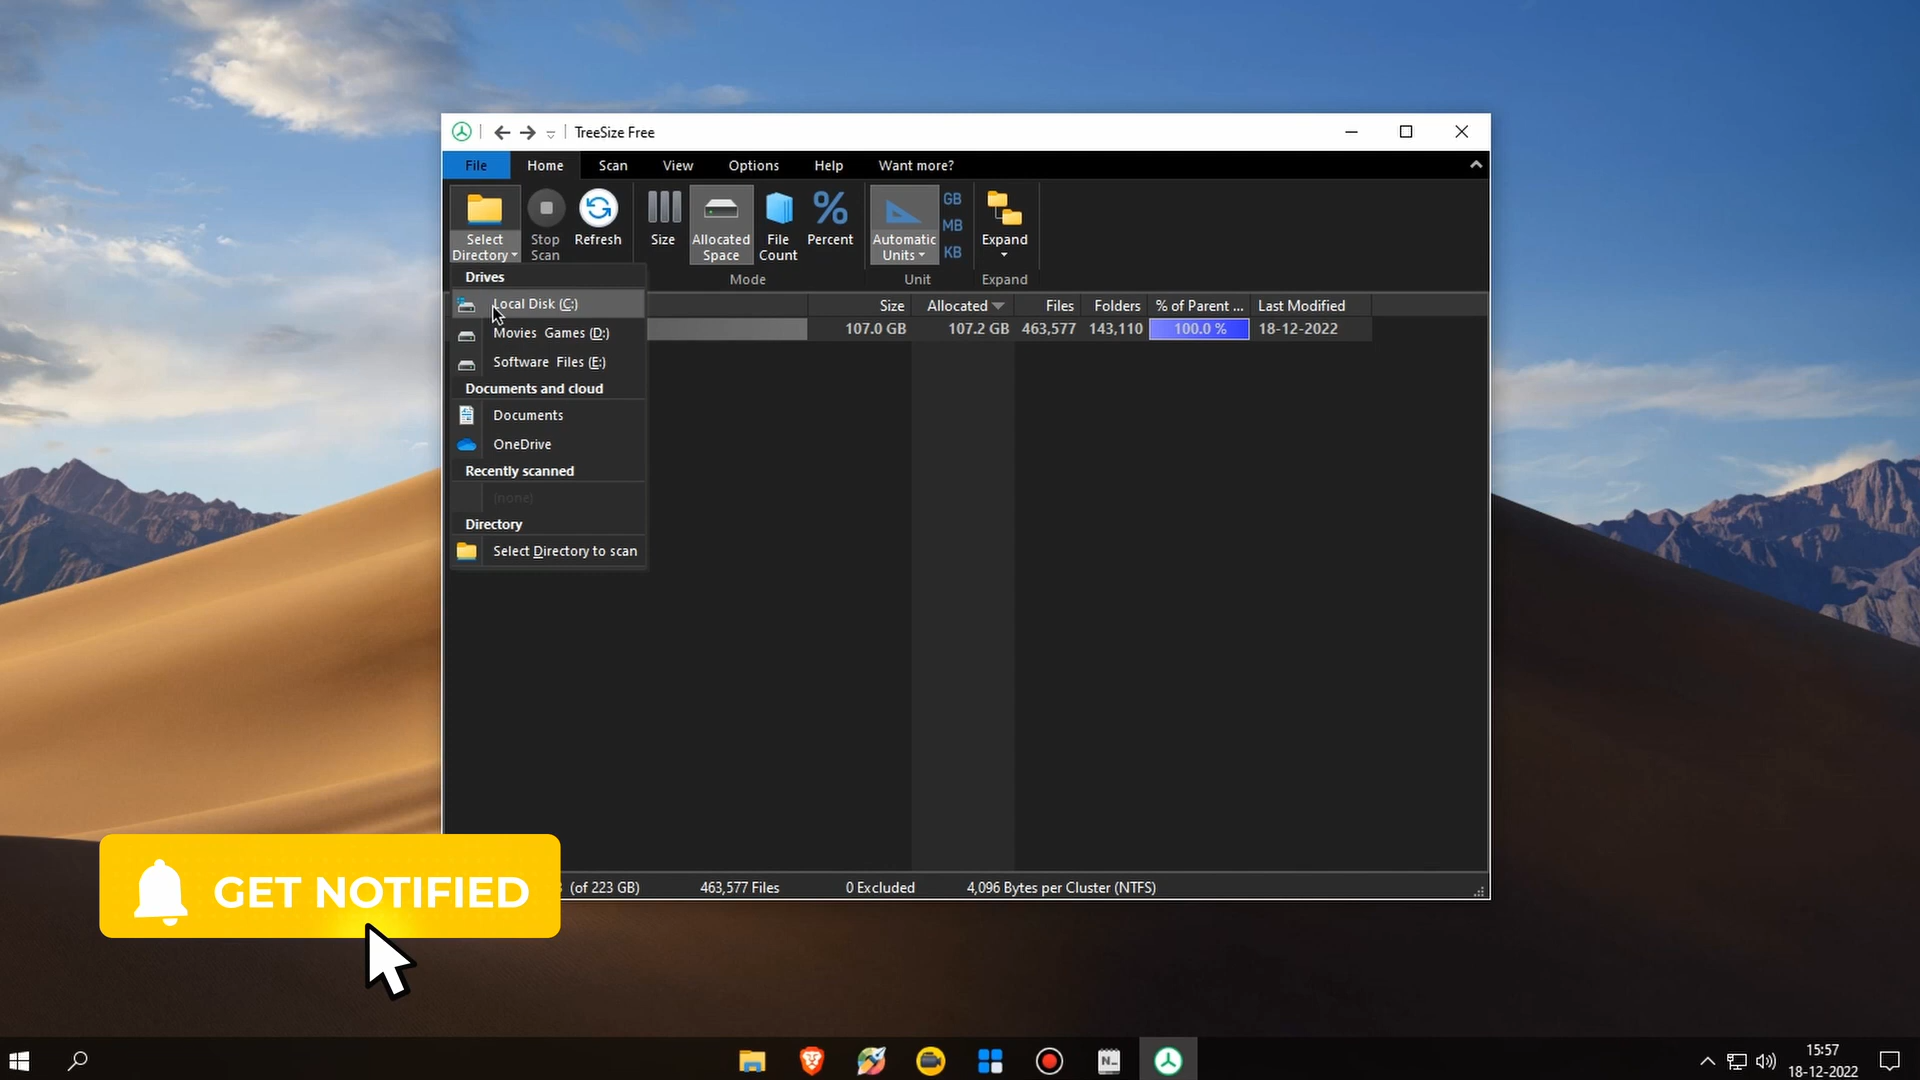 TreeSize Free
File Home Scan View Options Help Want more?
Select Directory
Stop Scan
Refresh
Size
Allocated Space
File Count
Percent
Automatic Units
GB
MB
KB
Expand
Mode
Unit
Expand
Drives
Local Disk (C:)
Movies Games (D:)
Software Files (E:)
Documents and cloud
Documents
OneDrive
Recently scanned
(none)
Directory
Select Directory to scan
Size Allocated Files Folders % of Parent ... Last Modified
107.0 GB 107.2 GB 463,577 143,110 100.0 % 18-12-2022
GET NOTIFIED
(of 223 GB) 463,577 Files 0 Excluded 4,096 Bytes per Cluster (NTFS)
15:57
18-12-2022